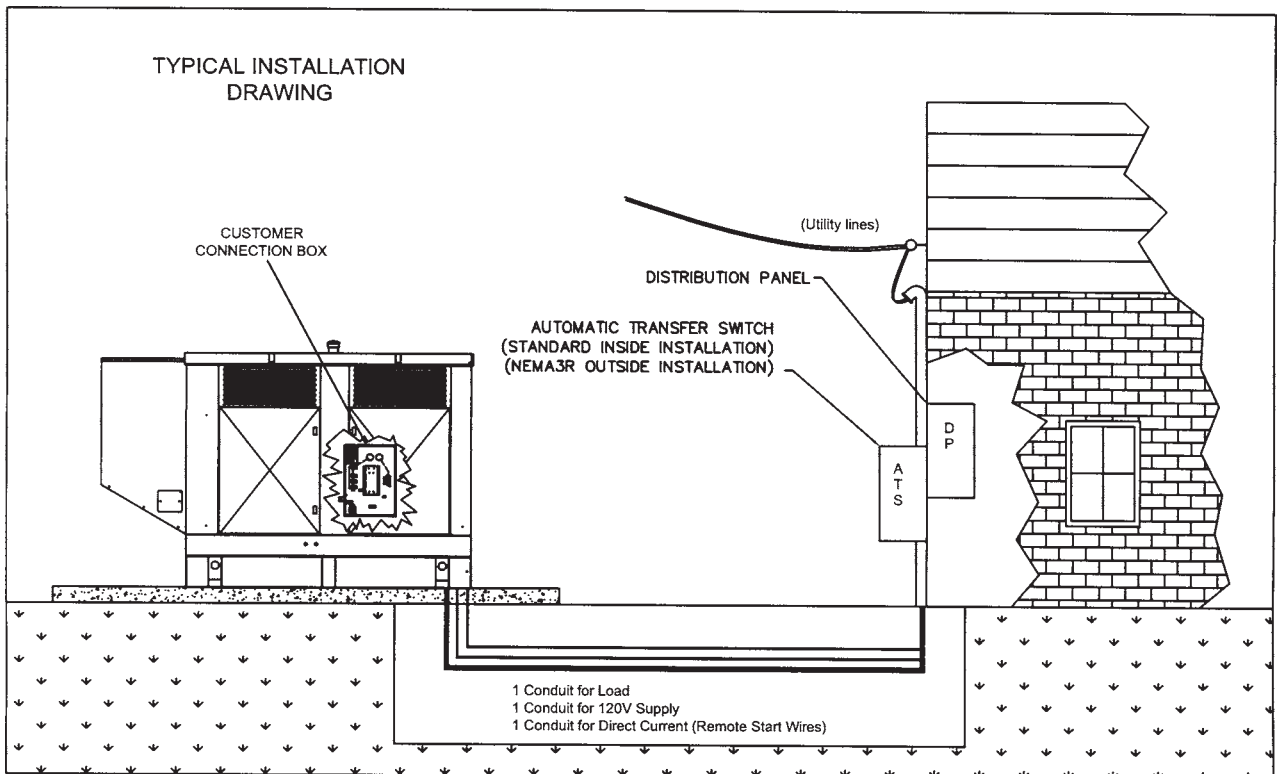 TYPICAL INSTALLATION
DRAWING
CUSTOMER
CONNECTION BOX
(Utility lines)
DISTRIBUTION PANEL
AUTOMATIC TRANSFER SWITCH
(STANDARD INSIDE INSTALLATION)
(NEMA3R OUTSIDE INSTALLATION)
D
P
A
T
S
1 Conduit for Load
1 Conduit for 120V Supply
1 Conduit for Direct Current (Remote Start Wires)